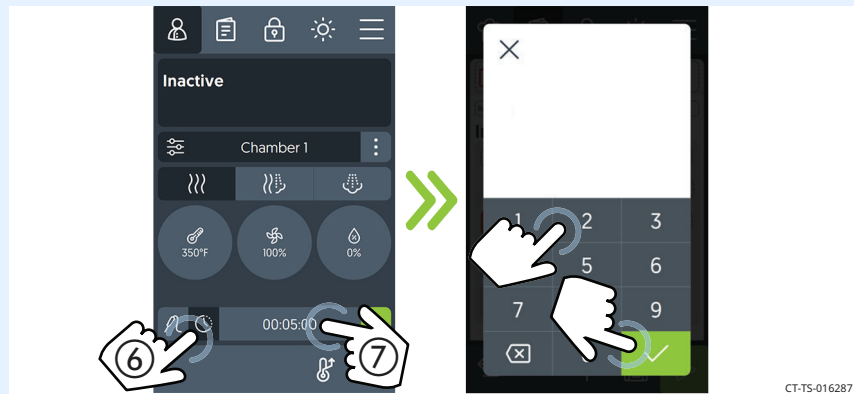 Inactive
Chamber 1
350°F
100%
0%
00:05:00
6
7
1 2 3
5 6
7 9
CT-TS-016287